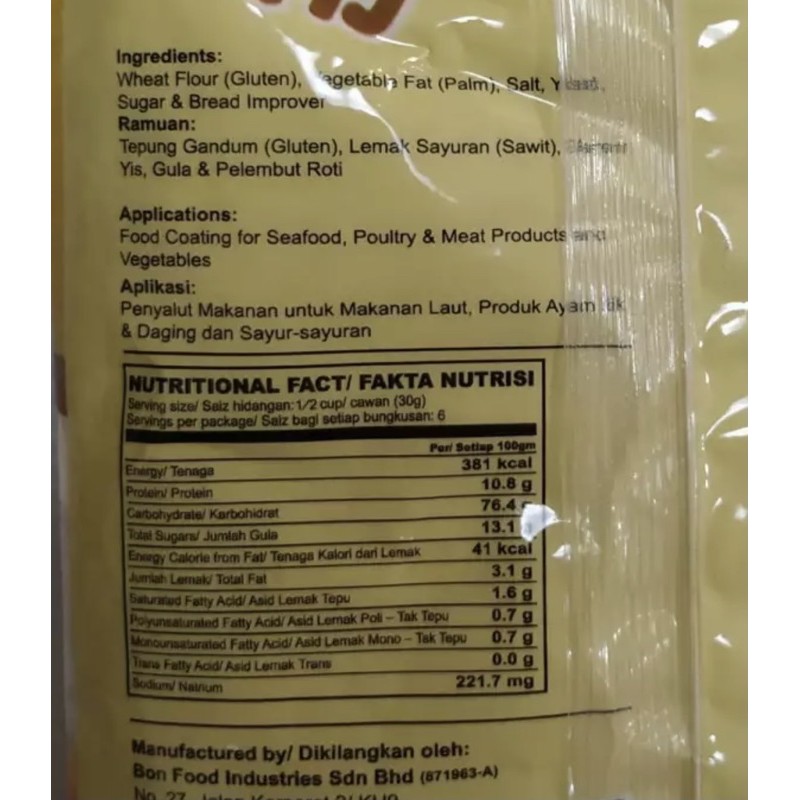 Ingredients:
Wheat Flour (Gluten), Vegetable Fat (Palm), Salt, Yeast,
Sugar & Bread Improver
Ramuan:
Tepung Gandum (Gluten), Lemak Sayuran (Sawit),
Yis, Gula & Pelembut Roti
Applications:
Food Coating for Seafood, Poultry & Meat Products and
Vegetables
Aplikasi:
Penyalut Makanan untuk Makanan Laut, Produk Ayam Itik
& Daging dan Sayur-sayuran
NUTRITIONAL FACT/ FAKTA NUTRISI
Serving size/ Saiz hidangan: 1/2 cup/ cawan (30g)
Servings per package/ Saiz bagi setiap bungkusan: 6
Per/ Setiap 100gm
Energy/ Tenaga 381 kcal
Protein/ Protein 10.8 g
Carbohydrate/ Karbohidrat 76.4 g
Total Sugars/ Jumlah Gula 13.1
Energy Calorie from Fat/ Tenaga Kalori dari Lemak 41 kcal
Jumlah Lemak/ Total Fat 3.1 g
Saturated Fatty Acid/ Asid Lemak Tepu 1.6 g
Polyunsaturated Fatty Acid/ Asid Lemak Poli - Tak Tepu 0.7 g
Monounsaturated Fatty Acid/ Asid Lemak Mono - Tak Tepu 0.7 g
Trans Fatty Acid/ Asid Lemak Trans 0.0 g
Sodium/ Natrium 221.7 mg
Manufactured by/ Dikilangkan oleh:
Bon Food Industries Sdn Bhd (871963-A)
No. 27, Jalan